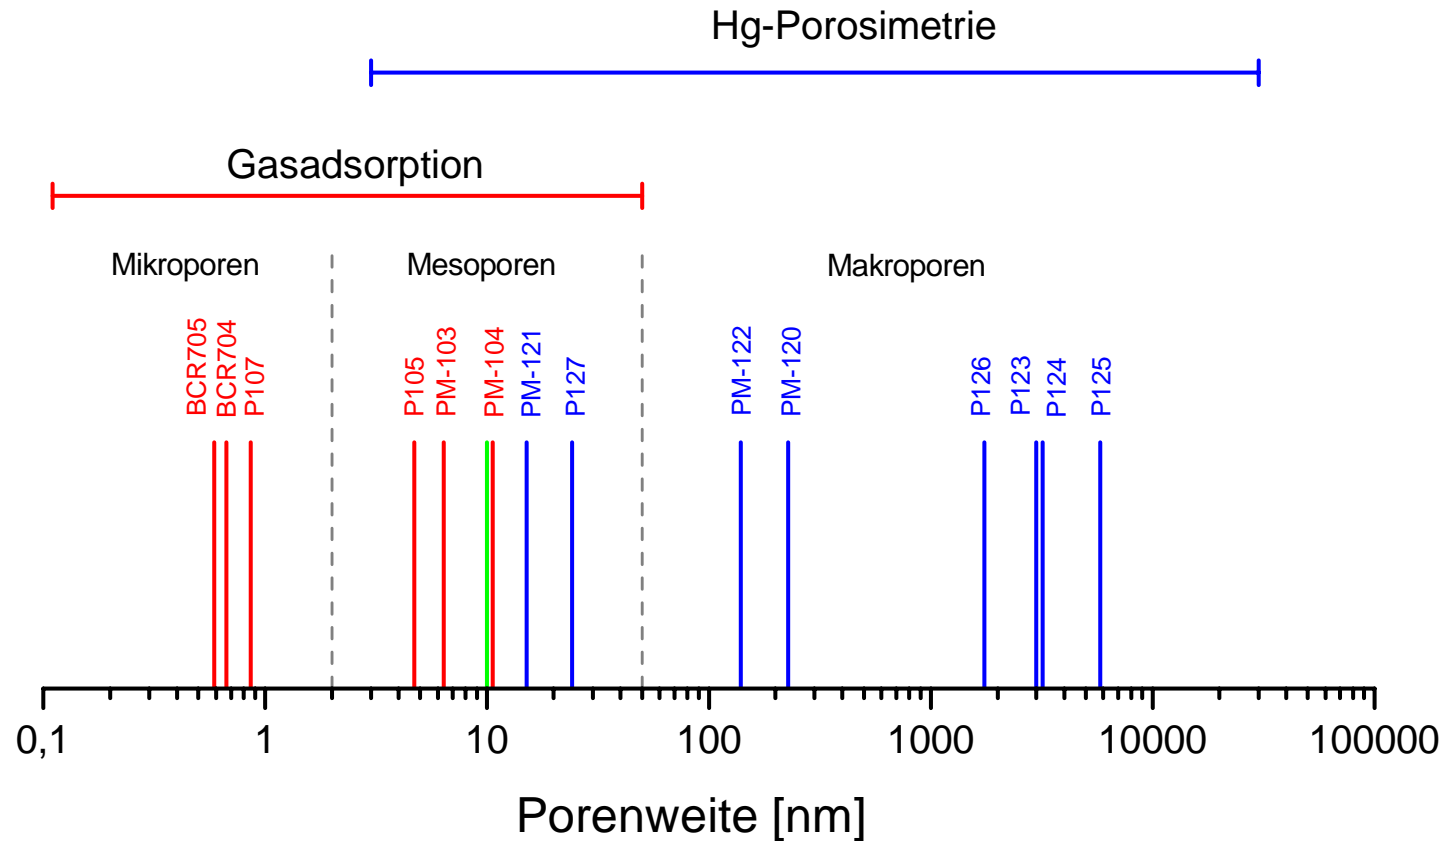 Hg-Porosimetrie
Gasadsorption
Mikroporen
Mesoporen
Makroporen
BCR705
BCR704
P107
P105
PM-103
PM-104
PM-121
P127
PM-122
PM-120
P126
P123
P124
P125
0,1
1
10
100
1000
10000
100000
Porenweite [nm]